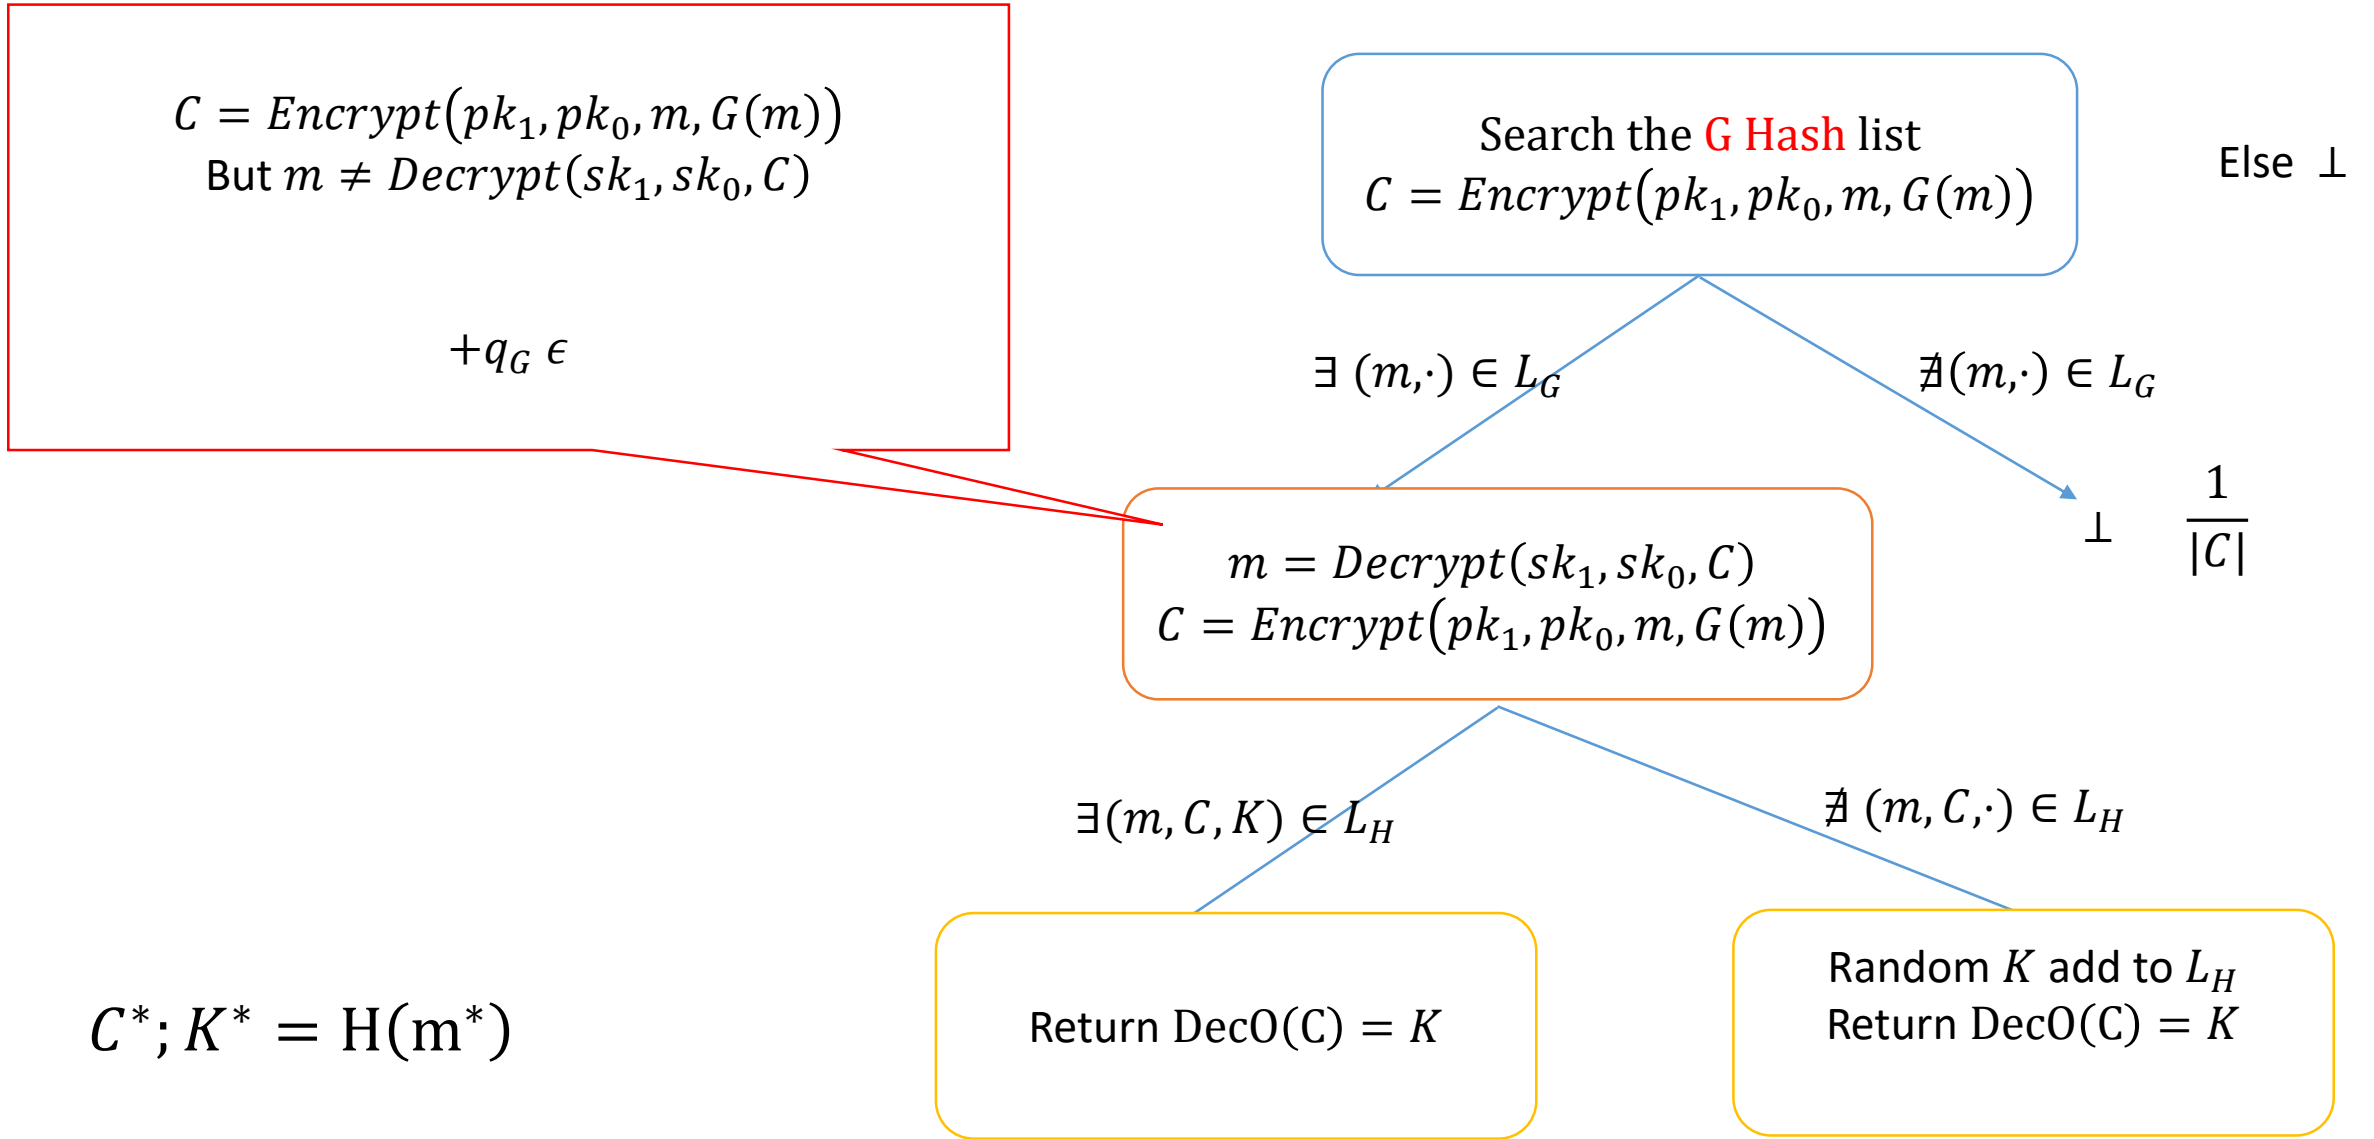 C = Encrypt(pk₁, pk₀, m, G(m))
But m ≠ Decrypt(sk₁, sk₀, C)
+q_G ϵ
Search the G Hash list
C = Encrypt(pk₁, pk₀, m, G(m))
Else ⊥
∃ (m,·) ∈ L_G
∄(m,·) ∈ L_G
⊥ 1/|C|
m = Decrypt(sk₁, sk₀, C)
C = Encrypt(pk₁, pk₀, m, G(m))
∃(m, C, K) ∈ L_H
∄ (m, C,·) ∈ L_H
Return DecO(C) = K
Random K add to L_H
Return DecO(C) = K
C*; K* = H(m*)